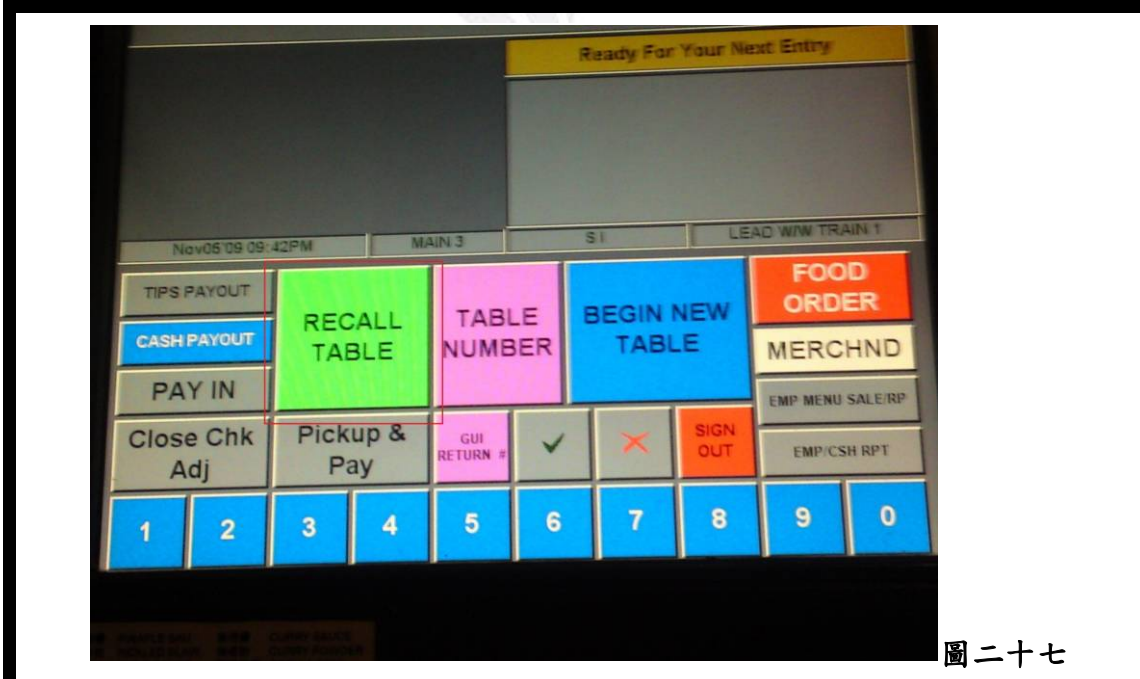 Ready For Your Next Entry
Nov05'09 09:42PM
MAIN 3
S I
LEAD W/W TRAIN 1
TIPS PAYOUT
CASH PAYOUT
PAY IN
RECALL
TABLE
TABLE
NUMBER
BEGIN NEW
TABLE
FOOD
ORDER
MERCHND
EMP MENU SALE/RP
EMP/CSH RPT
Close Chk
Adj
Pickup &
Pay
GUI
RETURN #
SIGN
OUT
1 2 3 4 5 6 7 8 9 0
圖二十七